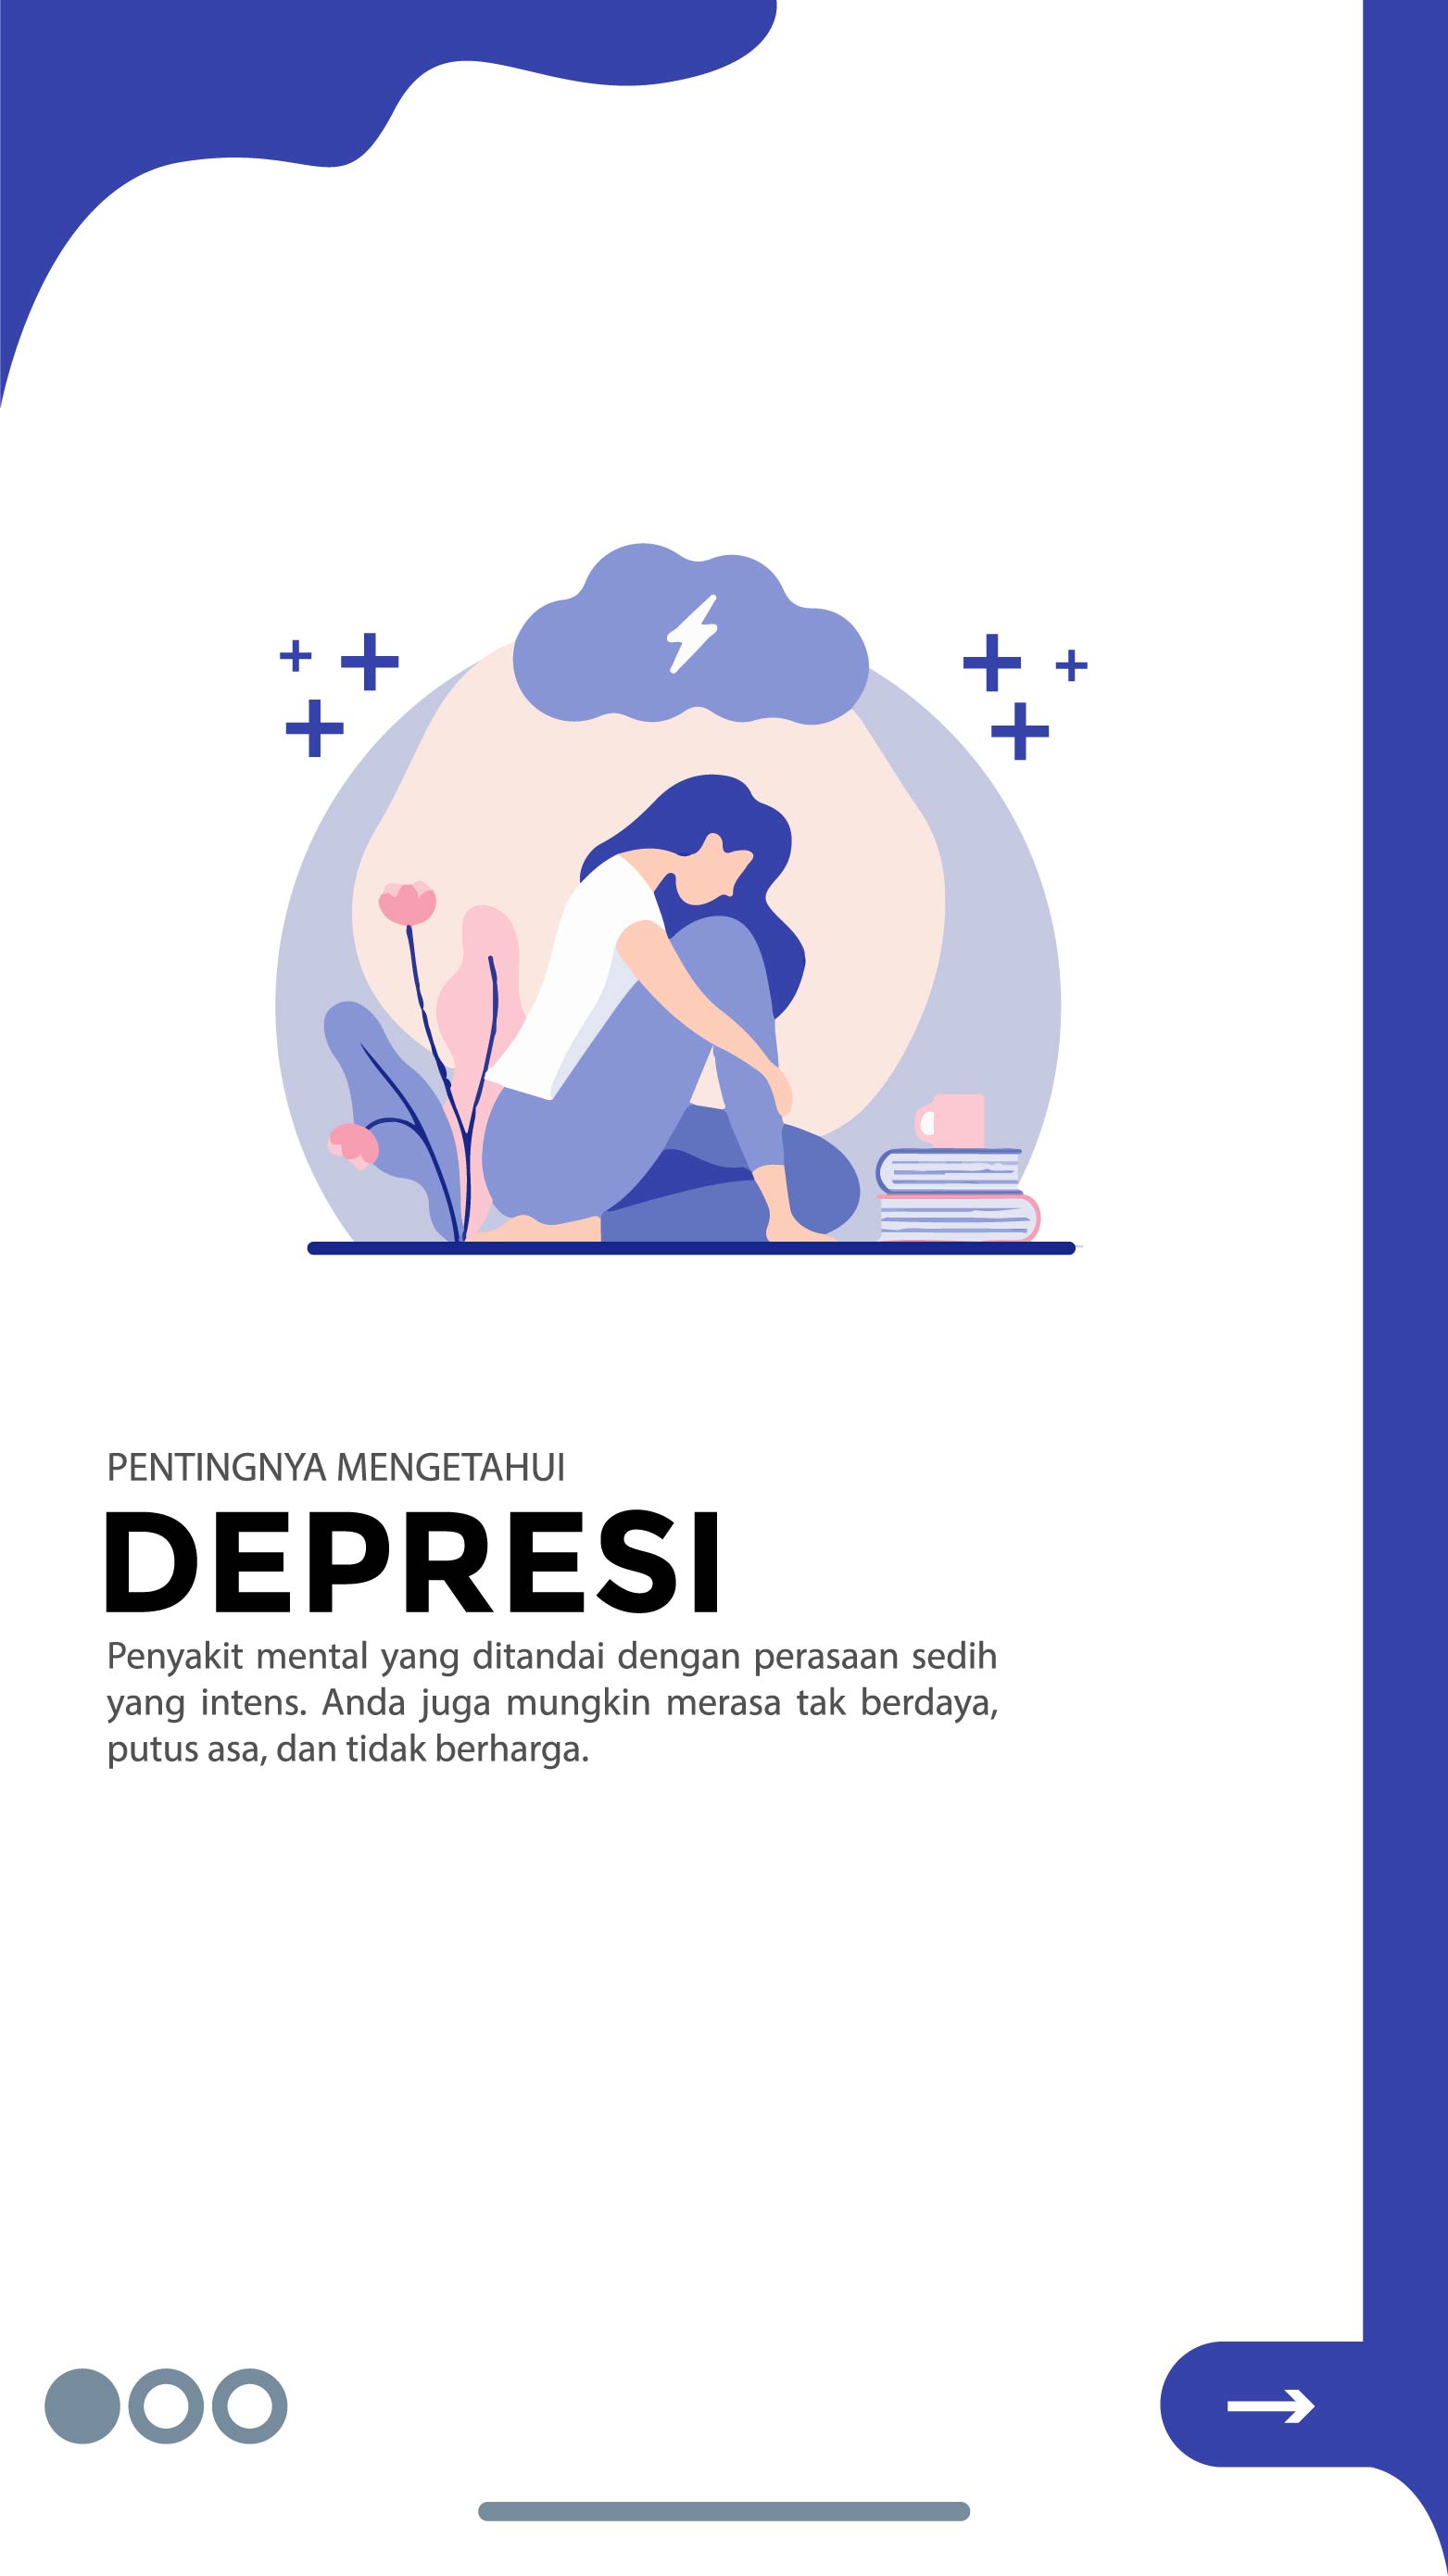 PENTINGNYA MENGETAHUI
DEPRESI
Penyakit mental yang ditandai dengan perasaan sedih
yang intens. Anda juga mungkin merasa tak berdaya,
putus asa, dan tidak berharga.